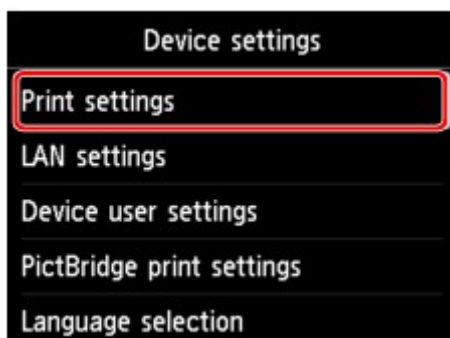 Device settings
Print settings
LAN settings
Device user settings
PictBridge print settings
Language selection